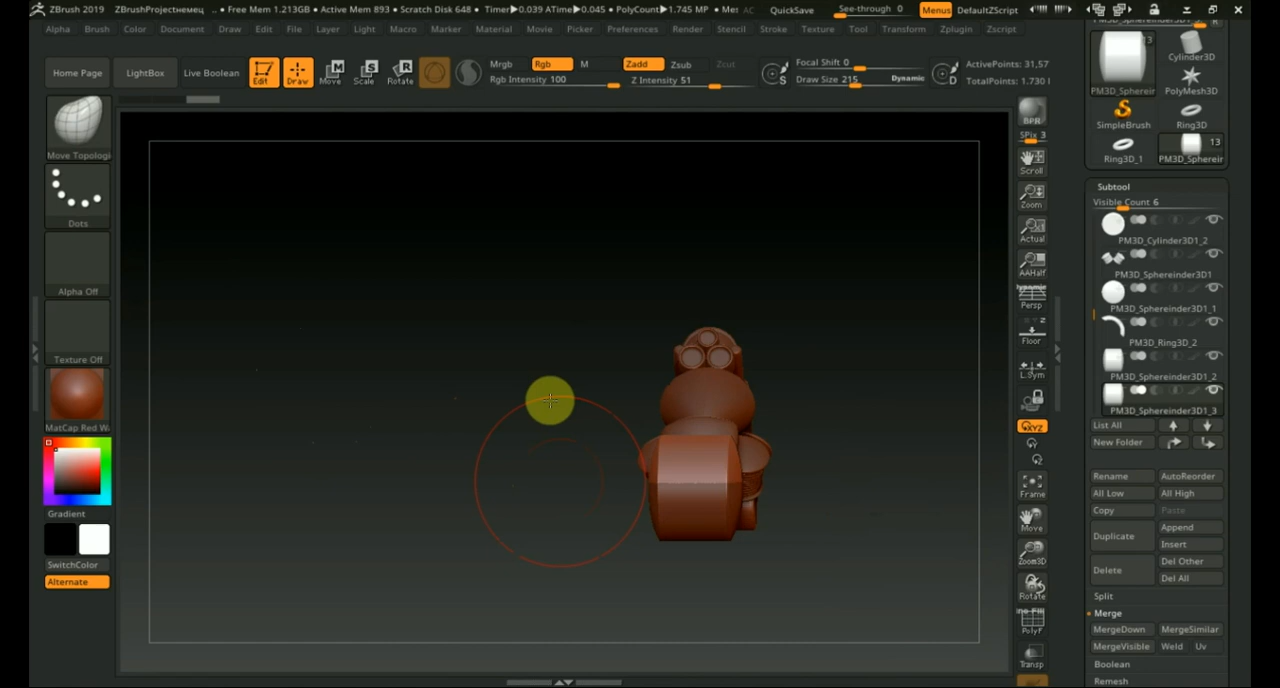 ZBrush 2019 ZBrushProjectнемец .. • Free Mem 1.213GB • Active Mem 893 • Scratch Disk 648 • Timer▶0.039 ATime▶0.045 • PolyCount▶1.745 MP • Me: AC QuickSave See-through 0 Menus DefaultZScript
Alpha Brush Color Document Draw Edit File Layer Light Macro Marker Material Movie Picker Preferences Render Stencil Stroke Texture Tool Transform Zplugin Zscript
Home Page LightBox Live Boolean Edit Draw Move Scale Rotate
Mrgb Rgb M Zadd Zsub
Rgb Intensity 100 Z Intensity 51
S Focal Shift 0
Draw Size 215 Dynamic
D ActivePoints: 31,57
TotalPoints: 1.730
Move Topologi
Dots
Alpha Off
Texture Off
MatCap Red W
Gradient
SwitchColor
Alternate
BPR
SPix 3
Scroll
Zoom
Actual
AAHalf
Dynamic
Persp
Floor
L.Sym
XYZ
Frame
Move
Zoom3D
Rotate
PolyF
Transp
13
PM3D_Sphereir
Cylinder3D
PolyMesh3D
SimpleBrush
Ring3D
Ring3D_1
13
PM3D_Sphereir
Subtool
Visible Count 6
PM3D_Cylinder3D1_2
PM3D_Sphereinder3D1
PM3D_Sphereinder3D1_1
PM3D_Ring3D_2
PM3D_Sphereinder3D1_2
PM3D_Sphereinder3D1_3
List All
New Folder
Rename AutoReorder
All Low All High
Copy Paste
Duplicate Append
Insert
Delete Del Other
Del All
Split
Merge
MergeDown MergeSimilar
MergeVisible Weld Uv
Boolean
Remesh